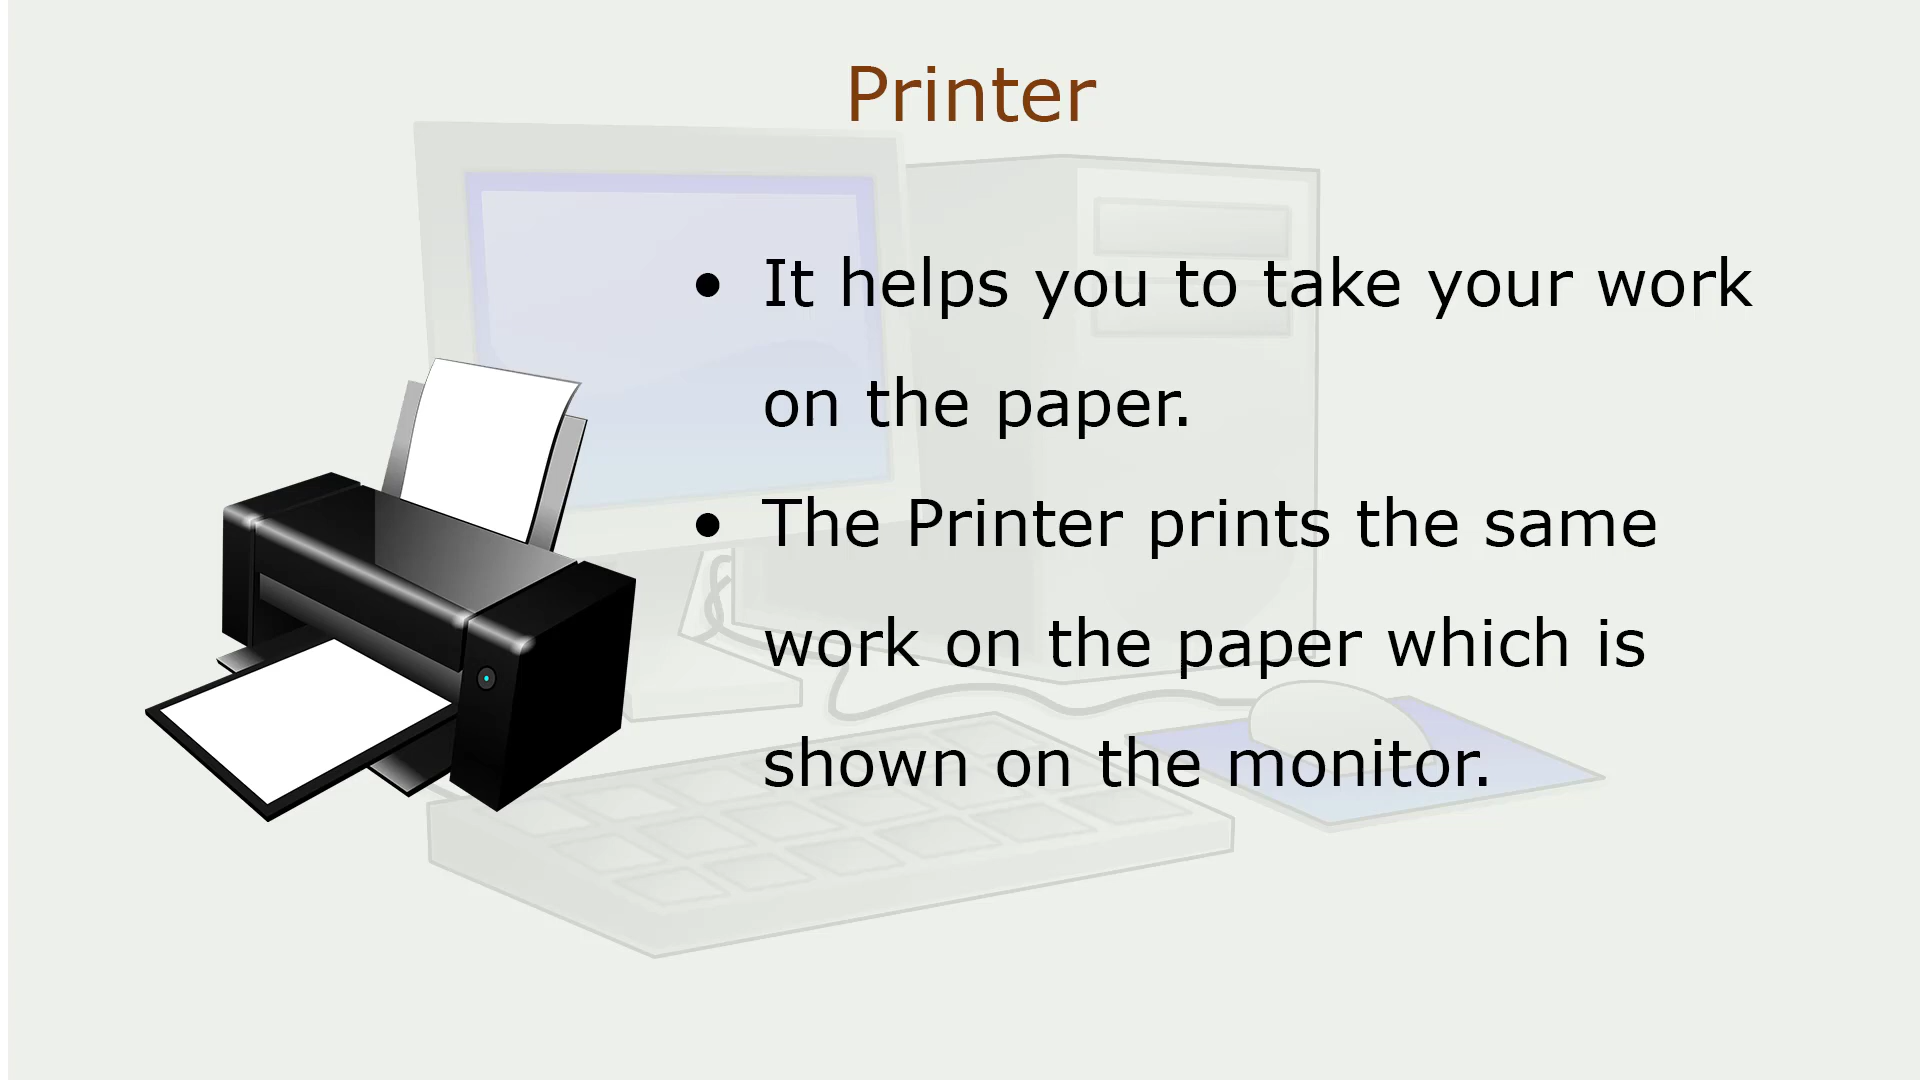 Printer
• It helps you to take your work
on the paper.
• The Printer prints the same
work on the paper which is
shown on the monitor.